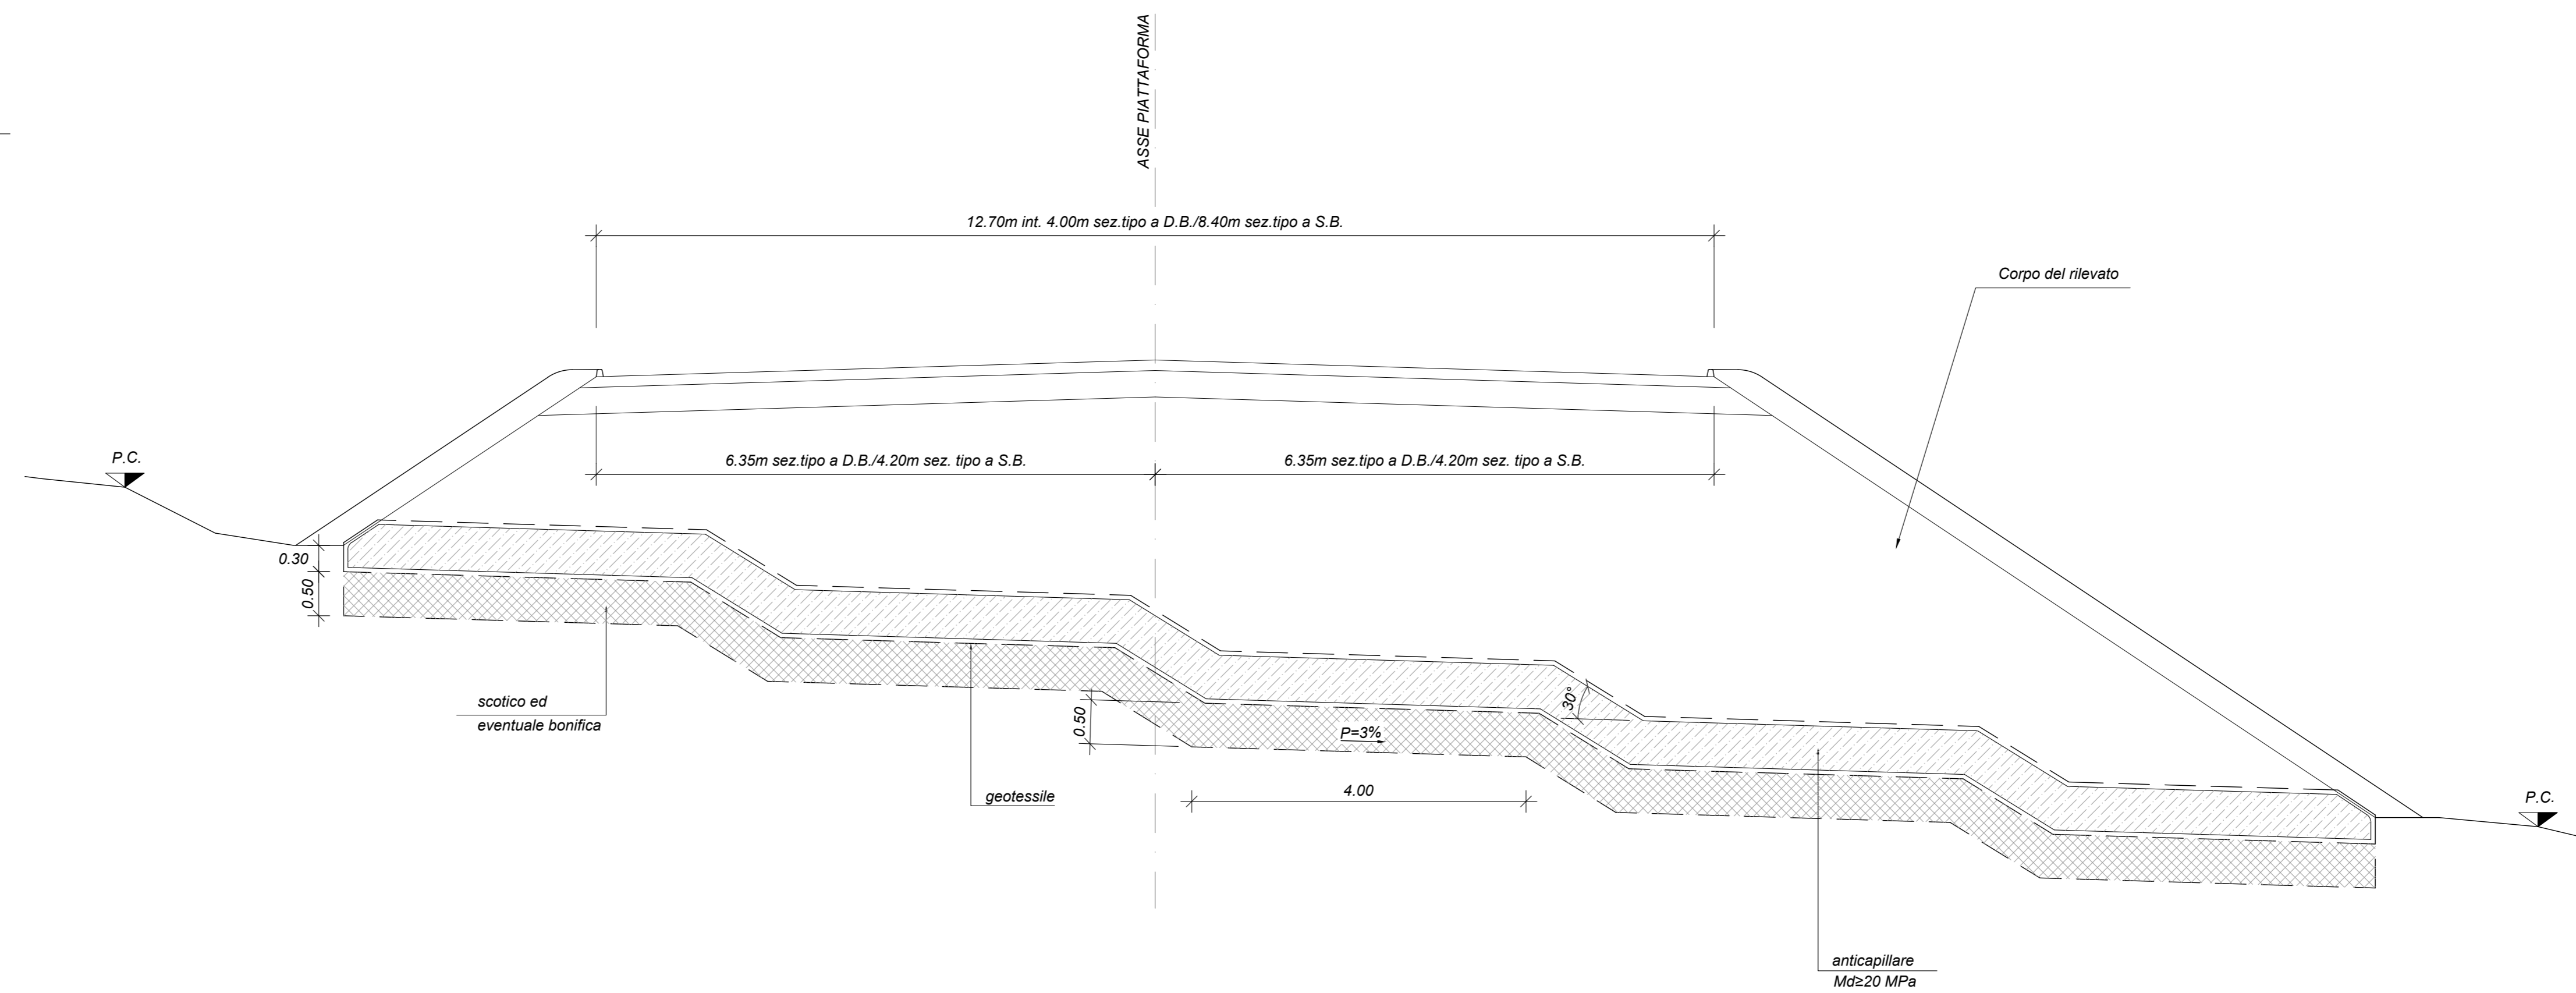 ASSE PIATTAFORMA
12.70m int. 4.00m sez.tipo a D.B./8.40m sez.tipo a S.B.
Corpo del rilevato
P.C.
6.35m sez.tipo a D.B./4.20m sez. tipo a S.B.
6.35m sez.tipo a D.B./4.20m sez. tipo a S.B.
0.30
0.50
scotico ed
eventuale bonifica
30°
0.50
P=3%
geotessile
4.00
P.C.
anticapillare
Md≥20 MPa